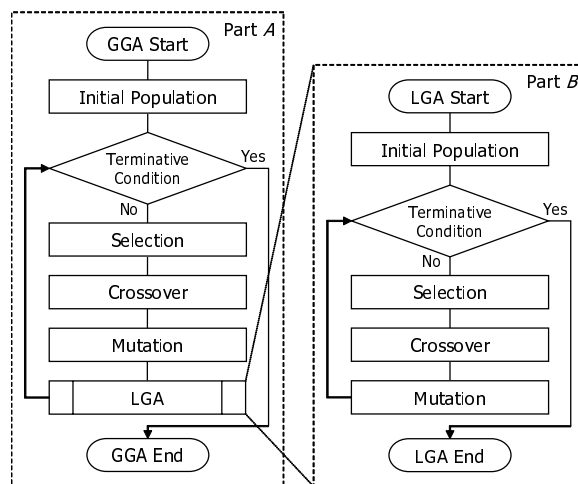 Part A
GGA Start
Initial Population
Terminative
Condition
Yes
No
Selection
Crossover
Mutation
LGA
GGA End
Part B
LGA Start
Initial Population
Terminative
Condition
Yes
No
Selection
Crossover
Mutation
LGA End